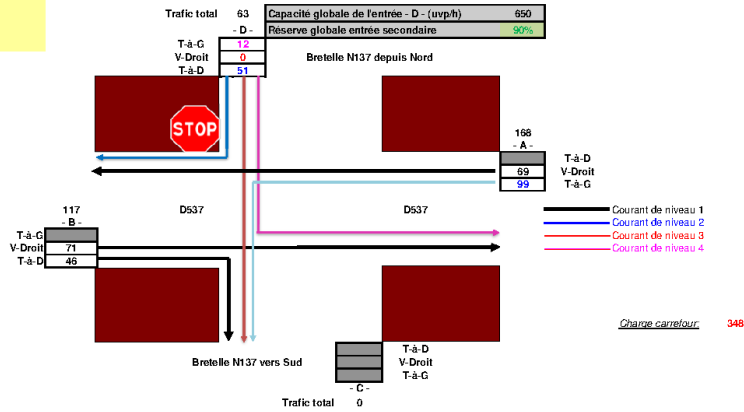 Trafic total 63 Capacité globale de l'entrée - D - (uvp/h) 650
- D - Réserve globale entrée secondaire 90%
T-à-G 12
V-Droit 0 Bretelle N137 depuis Nord
T-à-D 51
STOP
168
- A -
T-à-D
69 V-Droit
99 T-à-G
117 D537 D537 Courant de niveau 1
- B - Courant de niveau 2
T-à-G Courant de niveau 3
V-Droit 71 Courant de niveau 4
T-à-D 46
Charge carrefour: 348
T-à-D
Bretelle N137 vers Sud V-Droit
T-à-G
- C -
Trafic total 0